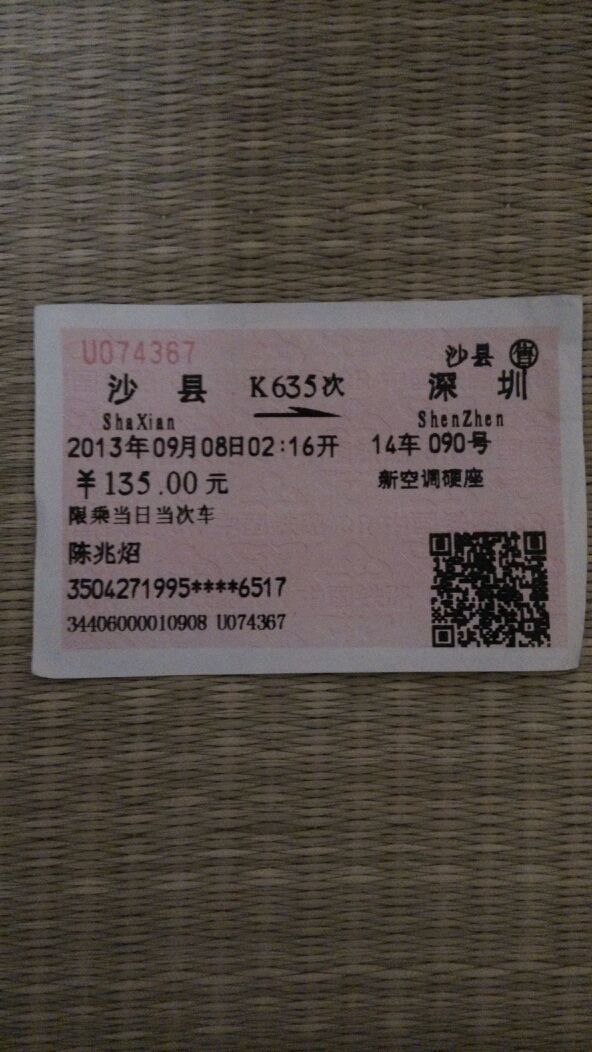 U074367
沙县 售
沙县 K635次 深圳
ShaXian ShenZhen
2013年09月08日02:16开 14车 090号
¥135.00元 新空调硬座
限乘当日当次车
陈兆炤
3504271995****6517
34406000010908 U074367